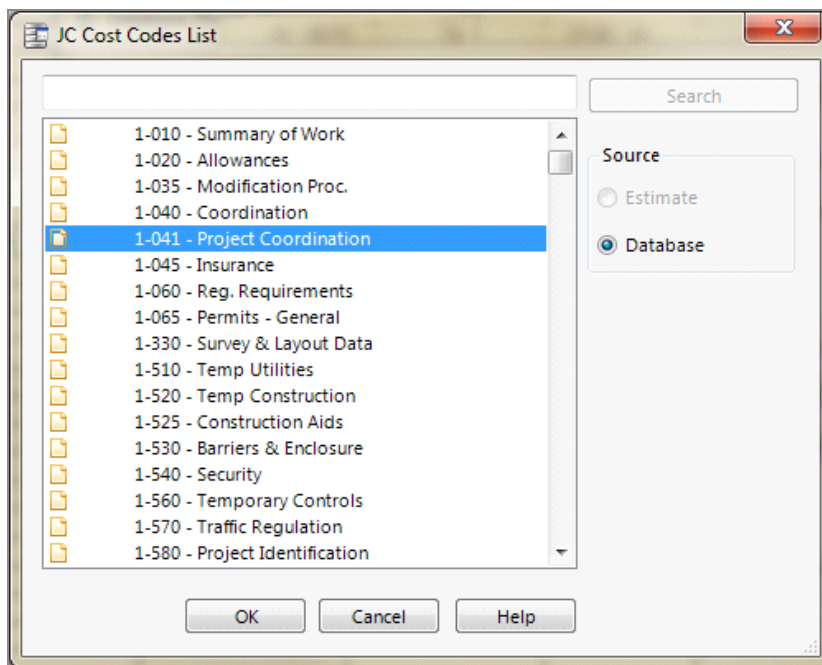 JC Cost Codes List
Search
1-010 - Summary of Work
1-020 - Allowances
1-035 - Modification Proc.
1-040 - Coordination
1-041 - Project Coordination
1-045 - Insurance
1-060 - Reg. Requirements
1-065 - Permits - General
1-330 - Survey & Layout Data
1-510 - Temp Utilities
1-520 - Temp Construction
1-525 - Construction Aids
1-530 - Barriers & Enclosure
1-540 - Security
1-560 - Temporary Controls
1-570 - Traffic Regulation
1-580 - Project Identification
Source
Estimate
Database
OK Cancel Help